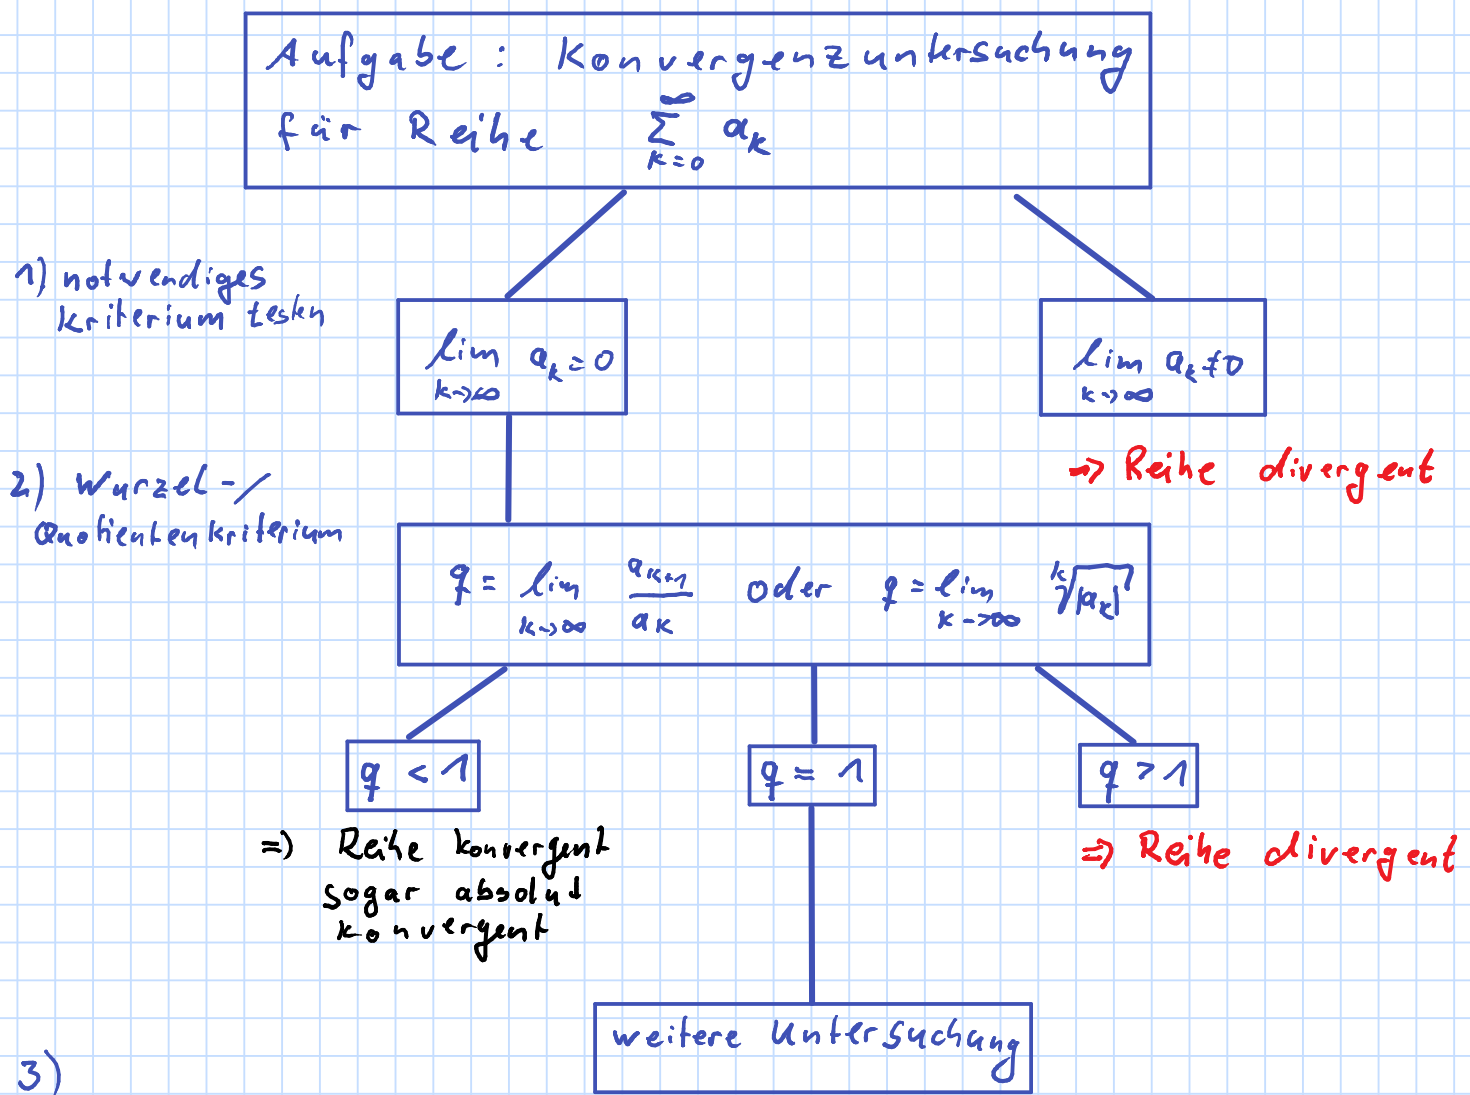 Aufgabe : Konvergenzuntersuchung
für Reihe ∑_{k=0}^{∞} a_k
1) notwendiges
Kriterium testen
lim_{k→∞} a_k = 0
lim_{k→∞} a_k ≠ 0
⇒ Reihe divergent
2) Wurzel-/
Quotientenkriterium
q = lim_{k→∞} a_{k+1}/a_k oder q = lim_{k→∞} ᵏ√|a_k|
q < 1
q = 1
q > 1
⇒ Reihe konvergent
sogar absolut
konvergent
⇒ Reihe divergent
weitere Untersuchung
3)